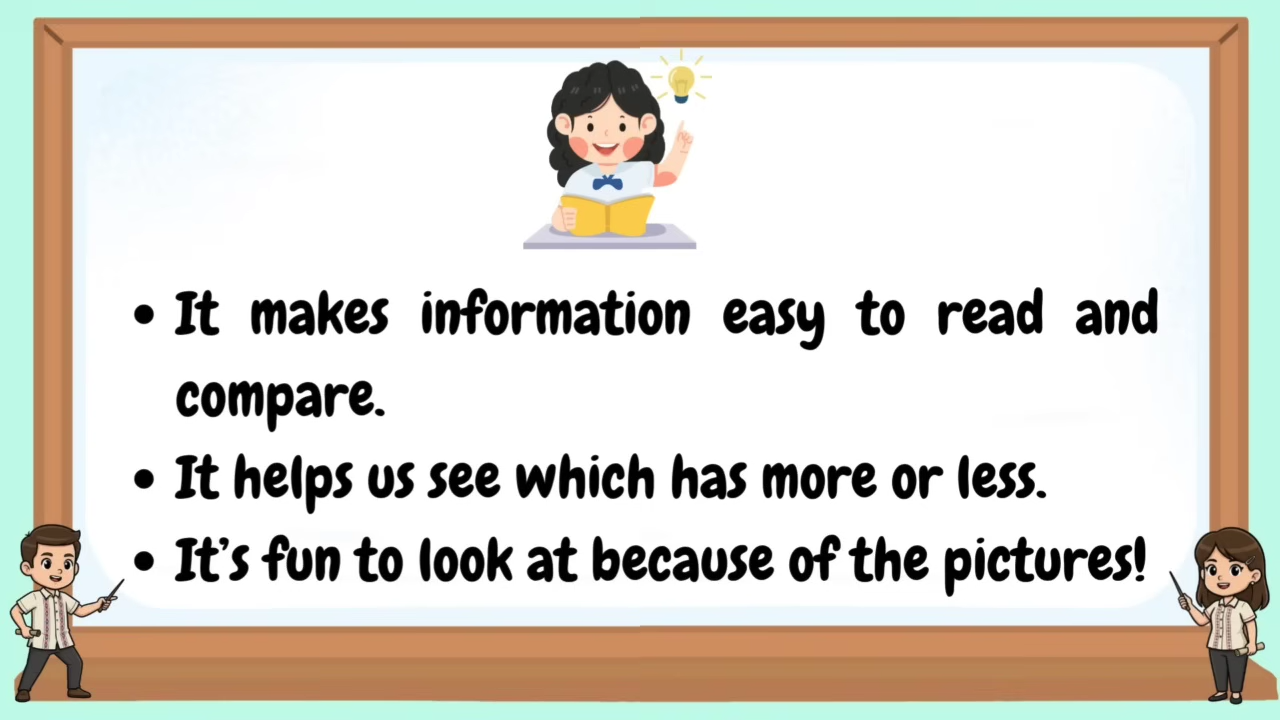 • It makes information easy to read and
compare.
• It helps us see which has more or less.
• It's fun to look at because of the pictures!